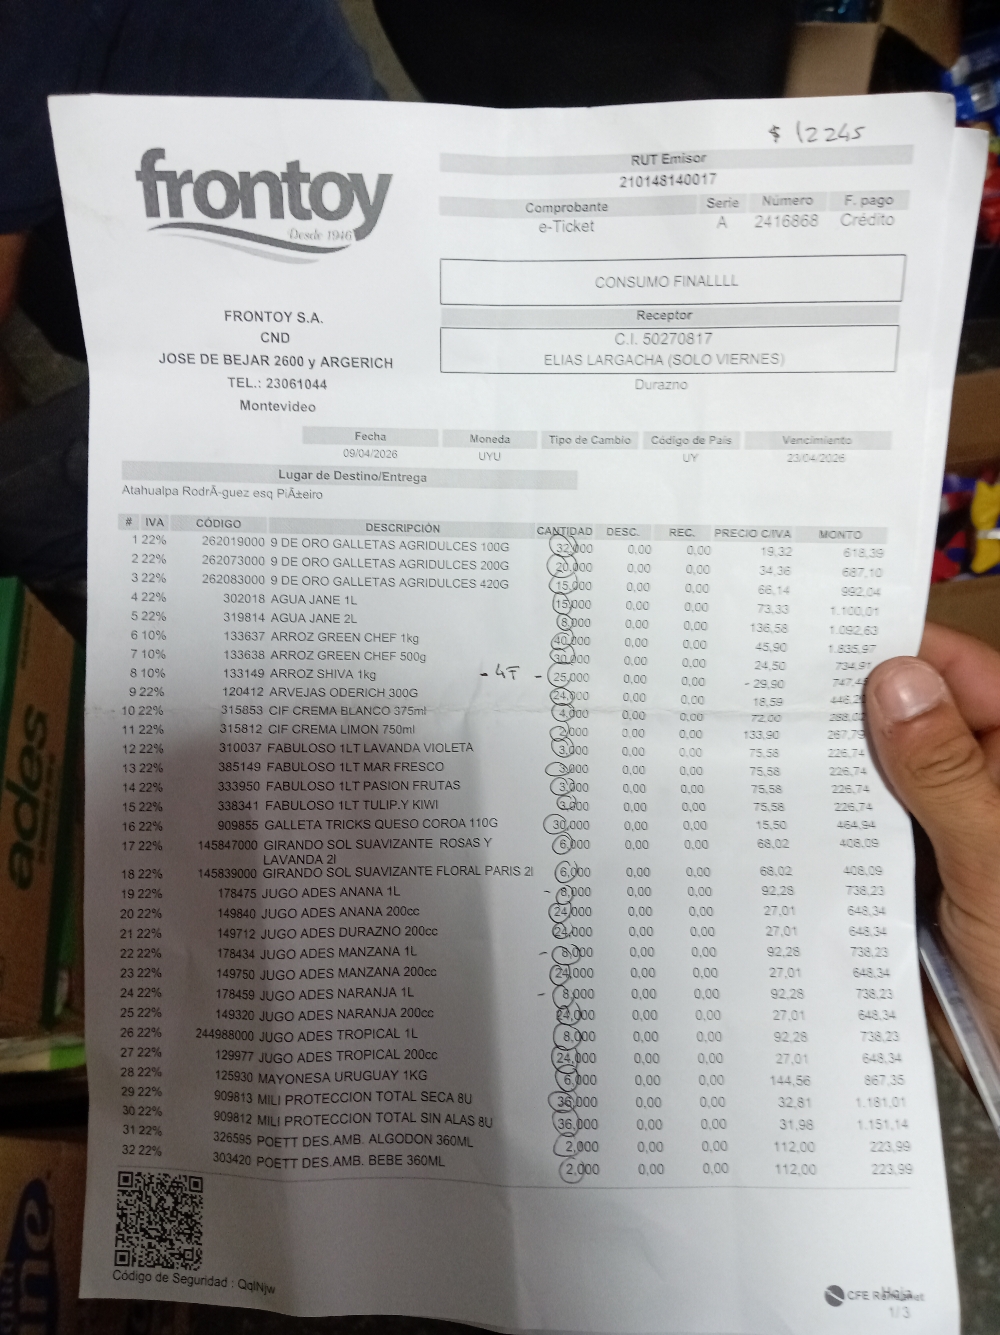 $ 12245
frontoy
Desde 1946
RUT Emisor
210148140017
Comprobante Serie Número F. pago
e-Ticket A 2416868 Crédito
CONSUMO FINALLLL
Receptor
C.I. 50270817
ELIAS LARGACHA (SOLO VIERNES)
Durazno
FRONTOY S.A.
CND
JOSE DE BEJAR 2600 y ARGERICH
TEL.: 23061044
Montevideo
Fecha Moneda Tipo de Cambio Código de País Vencimiento
09/04/2026 UYU UY 23/04/2026
Lugar de Destino/Entrega
Atahualpa RodrÃ-guez esq PiÃ±eiro
# IVA CÓDIGO DESCRIPCIÓN CANTIDAD DESC. REC. PRECIO C/IVA MONTO
1 22% 262019000 9 DE ORO GALLETAS AGRIDULCES 100G 32,000 0,00 0,00 19,32 618,39
2 22% 262073000 9 DE ORO GALLETAS AGRIDULCES 200G 20,000 0,00 0,00 34,36 687,10
3 22% 262083000 9 DE ORO GALLETAS AGRIDULCES 420G 15,000 0,00 0,00 66,14 992,04
4 22% 302018 AGUA JANE 1L 15,000 0,00 0,00 73,33 1.100,01
5 22% 319814 AGUA JANE 2L 8,000 0,00 0,00 136,58 1.092,63
6 10% 133637 ARROZ GREEN CHEF 1kg 40,000 0,00 0,00 45,90 1.835,97
7 10% 133638 ARROZ GREEN CHEF 500g 30,000 0,00 0,00 24,50 734,91
8 10% 133149 ARROZ SHIVA 1kg - 4F - 25,000 0,00 0,00 - 29,90
9 22% 120412 ARVEJAS ODERICH 300G 24,000 0,00 0,00 18,59
10 22% 315853 CIF CREMA BLANCO 375ml 4,000 0,00 0,00 72,00
11 22% 315812 CIF CREMA LIMON 750ml 2,000 0,00 0,00 133,90 267,79
12 22% 310037 FABULOSO 1LT LAVANDA VIOLETA 3,000 0,00 0,00 75,58 226,74
13 22% 385149 FABULOSO 1LT MAR FRESCO 3,000 0,00 0,00 75,58 226,74
14 22% 333950 FABULOSO 1LT PASION FRUTAS 3,000 0,00 0,00 75,58 226,74
15 22% 338341 FABULOSO 1LT TULIP.Y KIWI 3,000 0,00 0,00 75,58 226,74
16 22% 909855 GALLETA TRICKS QUESO COROA 110G 30,000 0,00 0,00 15,50 464,94
17 22% 145847000 GIRANDO SOL SUAVIZANTE ROSAS Y 6,000 0,00 0,00 68,02 408,09
LAVANDA 2l
18 22% 145839000 GIRANDO SOL SUAVIZANTE FLORAL PARIS 2l 6,000 0,00 0,00 68,02 408,09
19 22% 178475 JUGO ADES ANANA 1L - 8,000 0,00 0,00 92,28 738,23
20 22% 149840 JUGO ADES ANANA 200cc 24,000 0,00 0,00 27,01 648,34
21 22% 149712 JUGO ADES DURAZNO 200cc 24,000 0,00 0,00 27,01 648,34
22 22% 178434 JUGO ADES MANZANA 1L - 8,000 0,00 0,00 92,28 738,23
23 22% 149750 JUGO ADES MANZANA 200cc 24,000 0,00 0,00 27,01 648,34
24 22% 178459 JUGO ADES NARANJA 1L - 8,000 0,00 0,00 92,28 738,23
25 22% 149320 JUGO ADES NARANJA 200cc 24,000 0,00 0,00 27,01 648,34
26 22% 244988000 JUGO ADES TROPICAL 1L 8,000 0,00 0,00 92,28 738,23
27 22% 129977 JUGO ADES TROPICAL 200cc 24,000 0,00 0,00 27,01 648,34
28 22% 125930 MAYONESA URUGUAY 1KG 6,000 0,00 0,00 144,56 867,35
29 22% 909813 MILI PROTECCION TOTAL SECA 8U 36,000 0,00 0,00 32,81 1.181,01
30 22% 909812 MILI PROTECCION TOTAL SIN ALAS 8U 36,000 0,00 0,00 31,98 1.151,14
31 22% 326595 POETT DES.AMB. ALGODON 360ML 2,000 0,00 0,00 112,00 223,99
32 22% 303420 POETT DES.AMB. BEBE 360ML 2,000 0,00 0,00 112,00 223,99
Código de Seguridad : QqlNjw
CFE
Hoja
1/3
ades